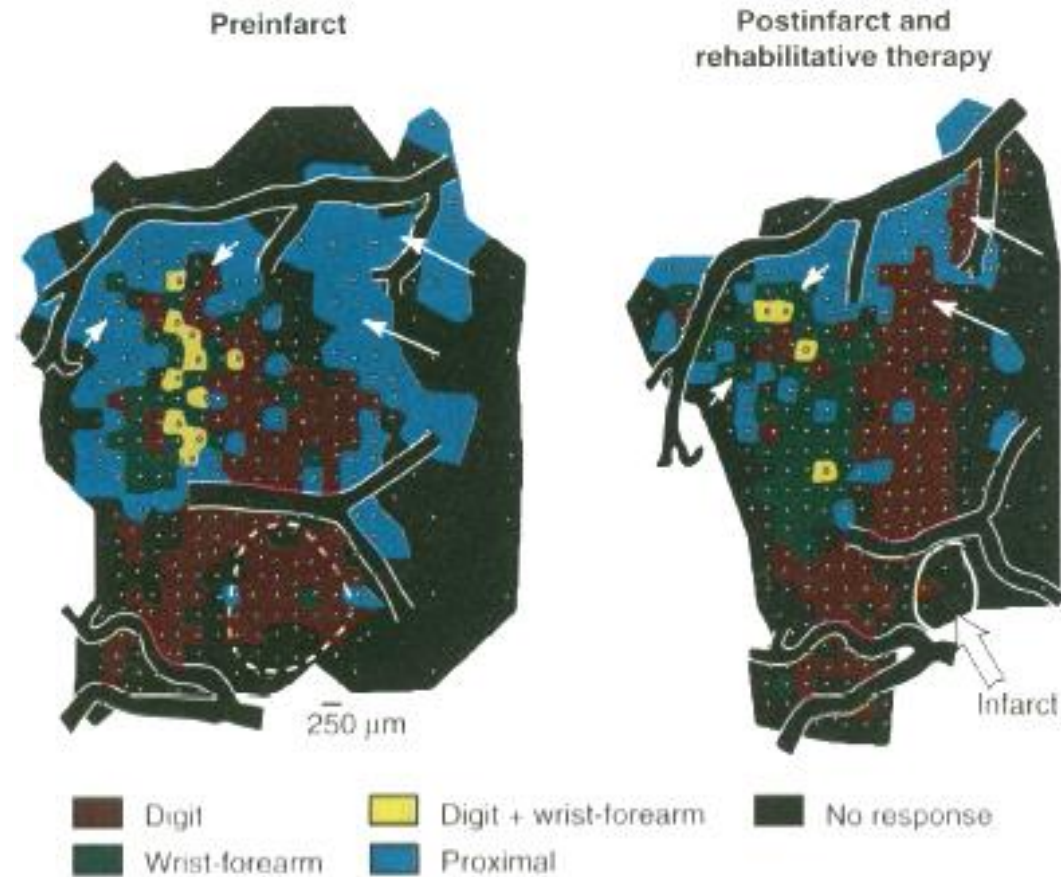 Preinfarct
Postinfarct and
rehabilitative therapy
250 μm
Infarct
Digit
Digit + wrist-forearm
No response
Wrist-forearm
Proximal